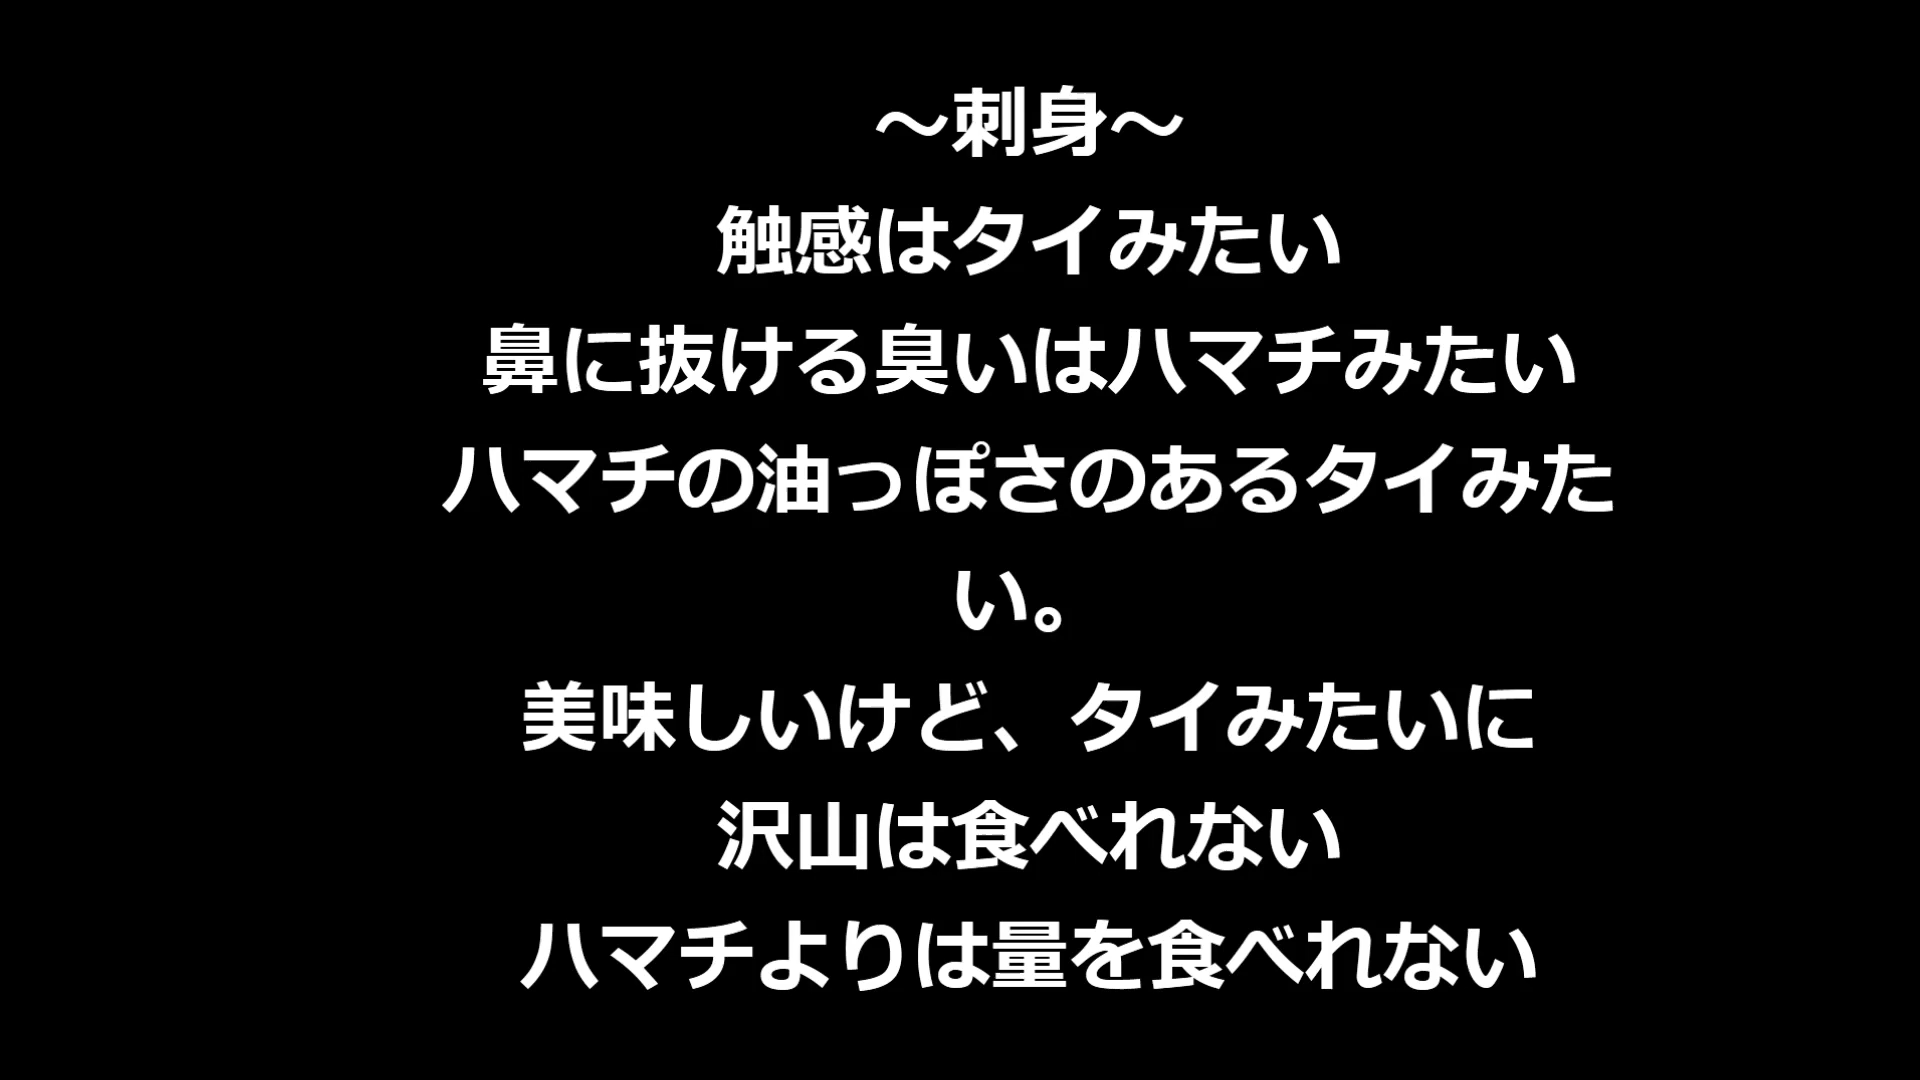 ～刺身～
触感はタイみたい
鼻に抜ける臭いはハマチみたい
ハマチの油っぽさのあるタイみた
い。
美味しいけど、タイみたいに
沢山は食べれない
ハマチよりは量を食べれない